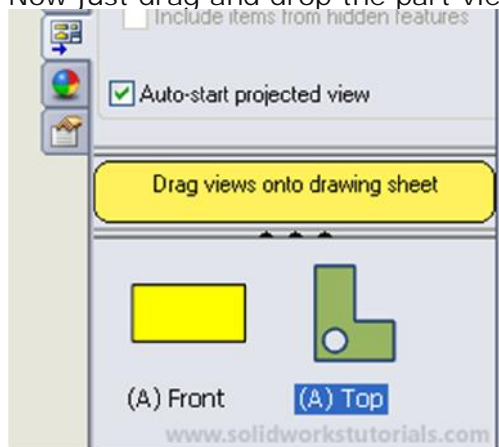 Now just drag and drop the part vie
Include items from hidden features
Auto-start projected view
Drag views onto drawing sheet
(A) Front (A) Top
www.solidworkstutorials.com